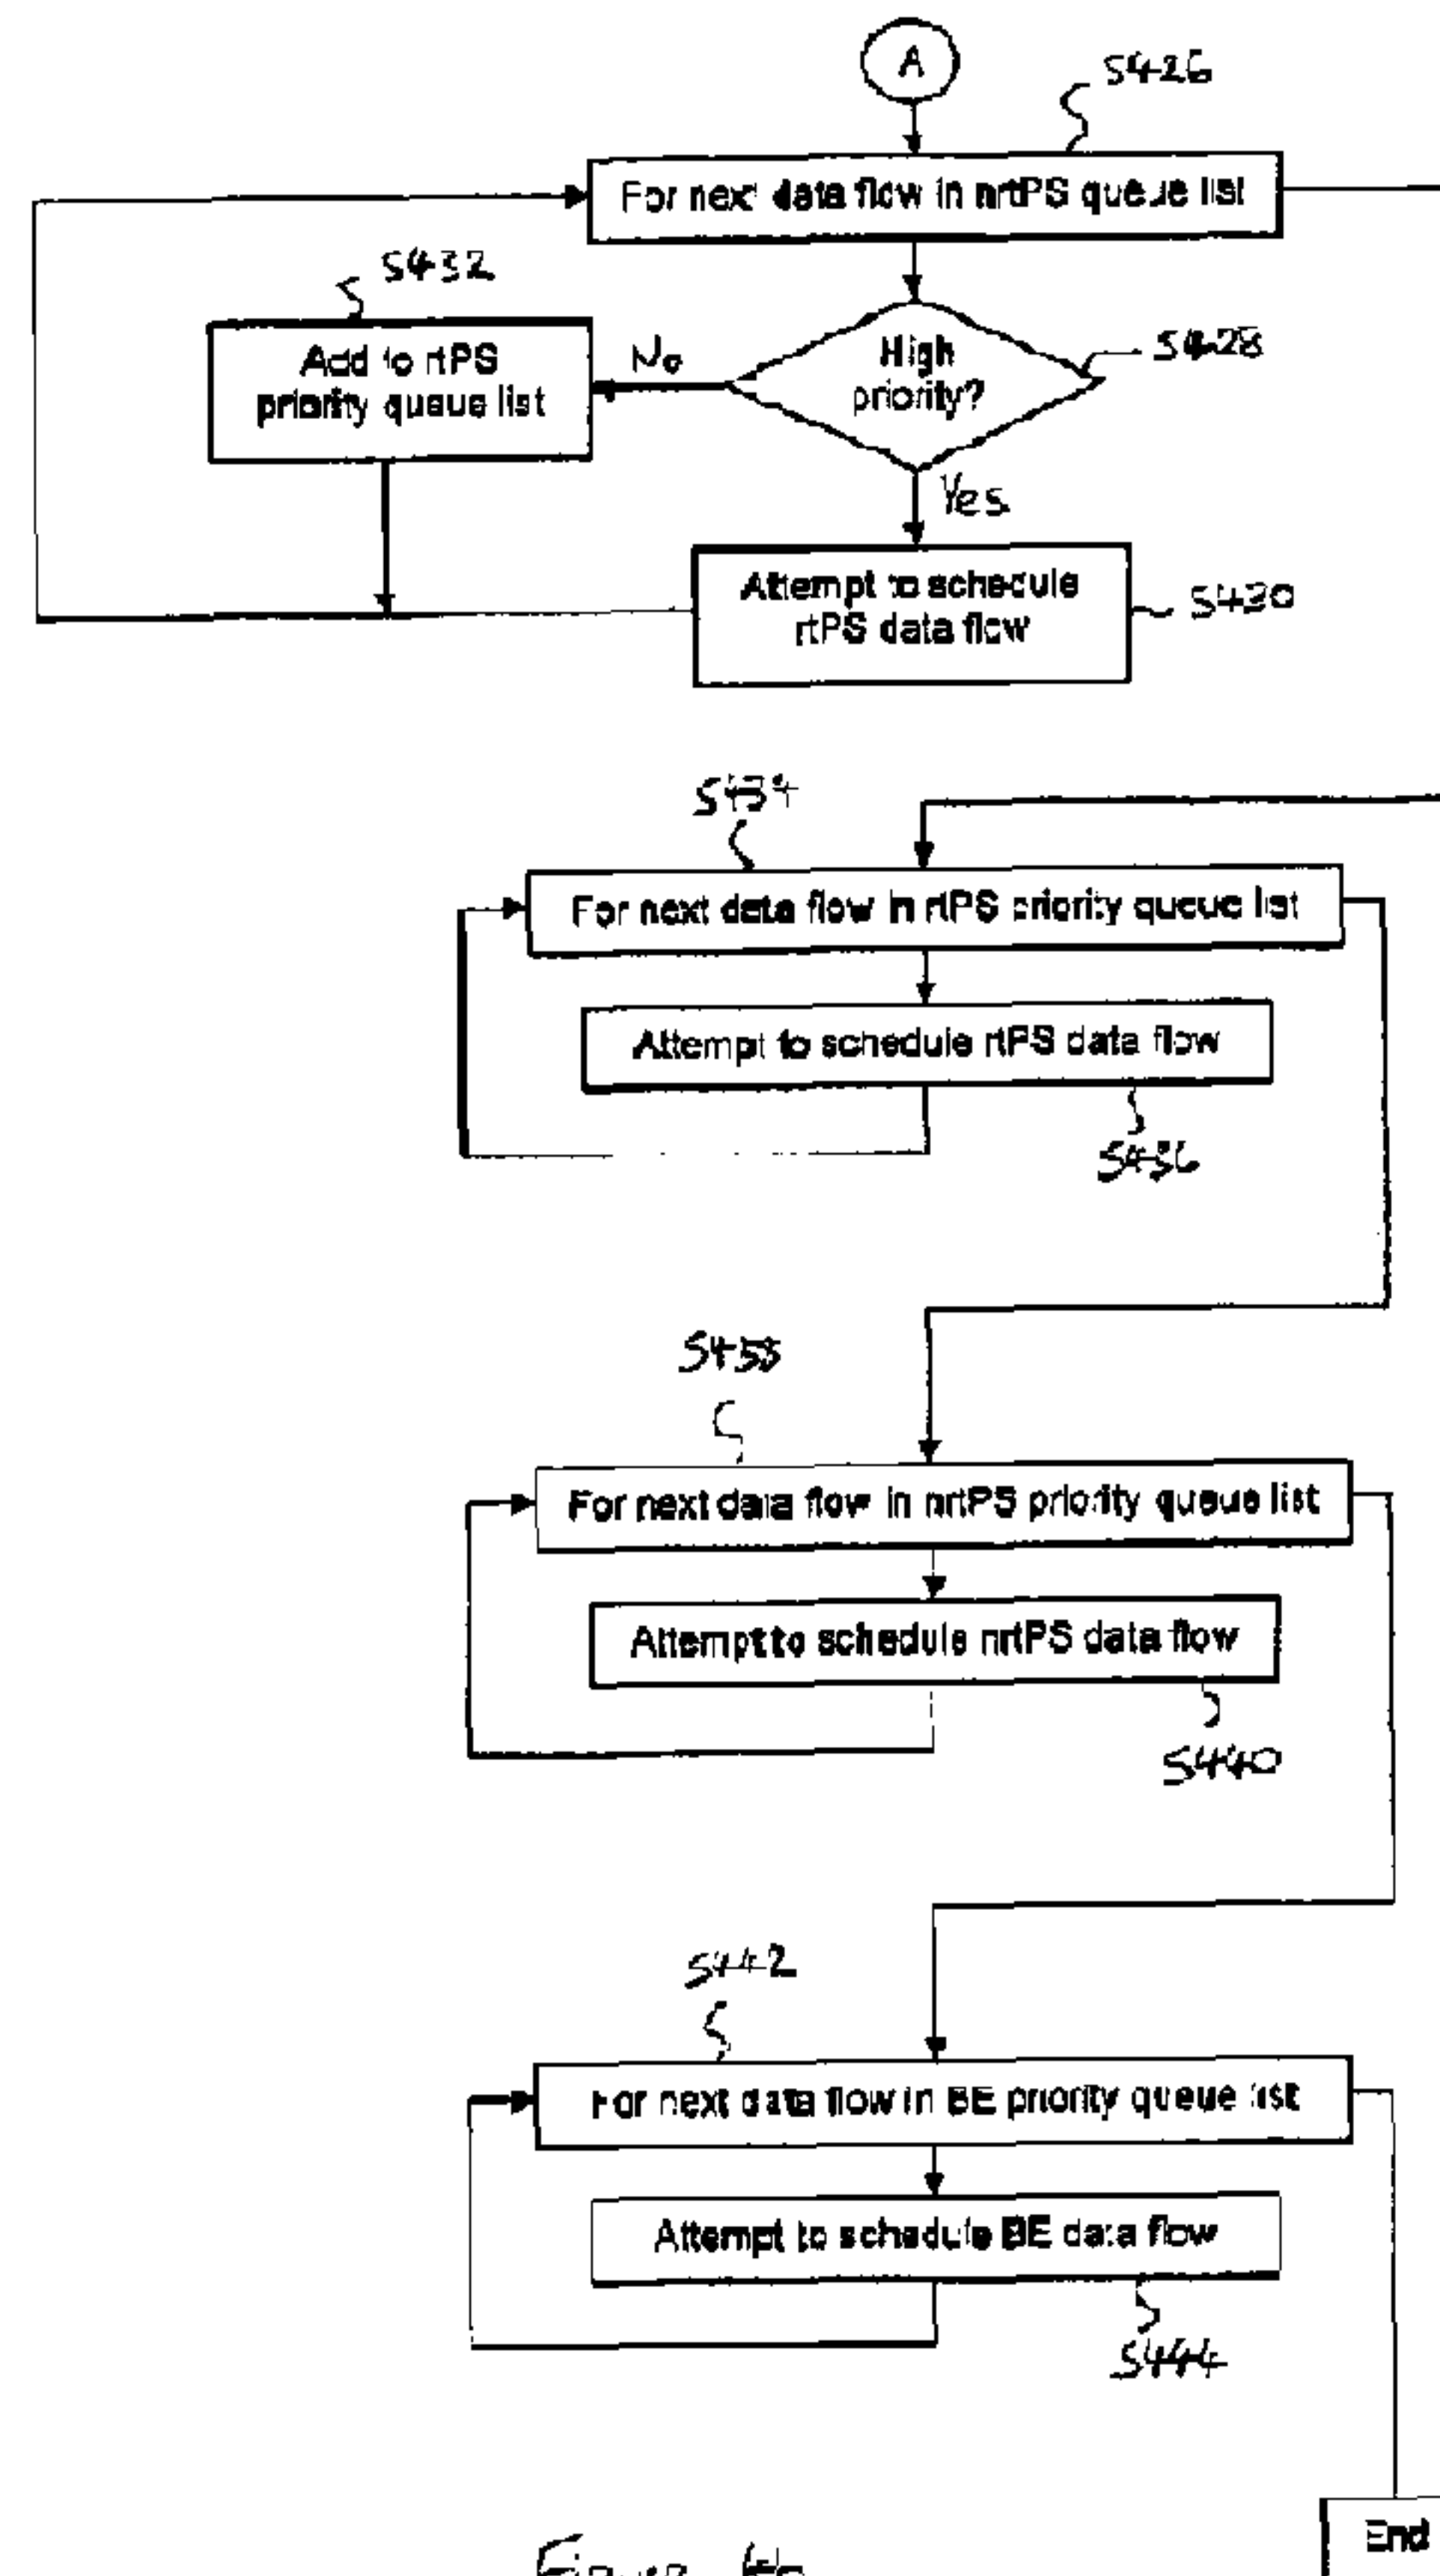 A
S426
For next data flow in nrtPS queue list
S432
Add to rtPS
priority queue list
No
High
priority?
S428
Yes
Attempt to schedule
rtPS data flow
S430
S434
For next data flow in rtPS priority queue list
Attempt to schedule rtPS data flow
S436
S438
For next data flow in nrtPS priority queue list
Attempt to schedule nrtPS data flow
S440
S442
For next data flow in BE priority queue list
Attempt to schedule BE data flow
S444
End
Figure